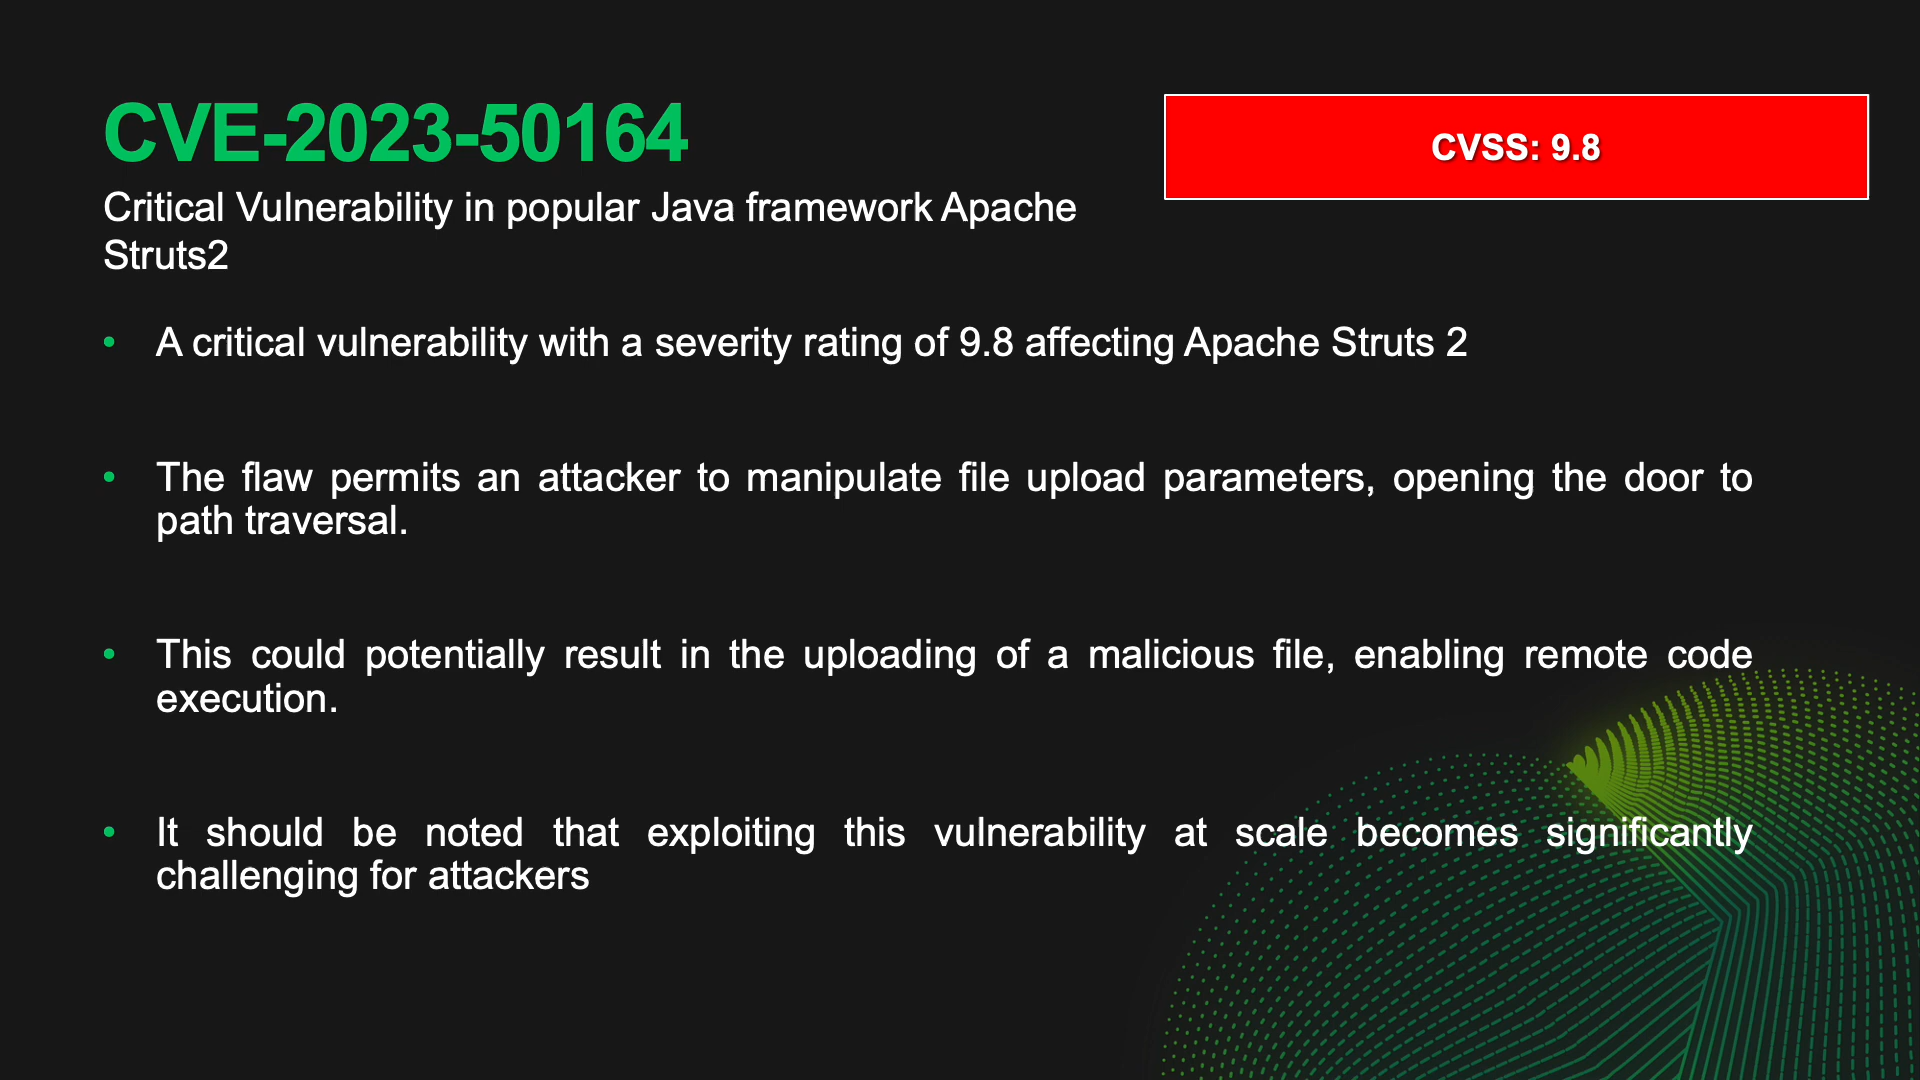 CVE-2023-50164
CVSS: 9.8
Critical Vulnerability in popular Java framework Apache
Struts2
• A critical vulnerability with a severity rating of 9.8 affecting Apache Struts 2
• The flaw permits an attacker to manipulate file upload parameters, opening the door to
path traversal.
• This could potentially result in the uploading of a malicious file, enabling remote code
execution.
• It should be noted that exploiting this vulnerability at scale becomes significantly
challenging for attackers